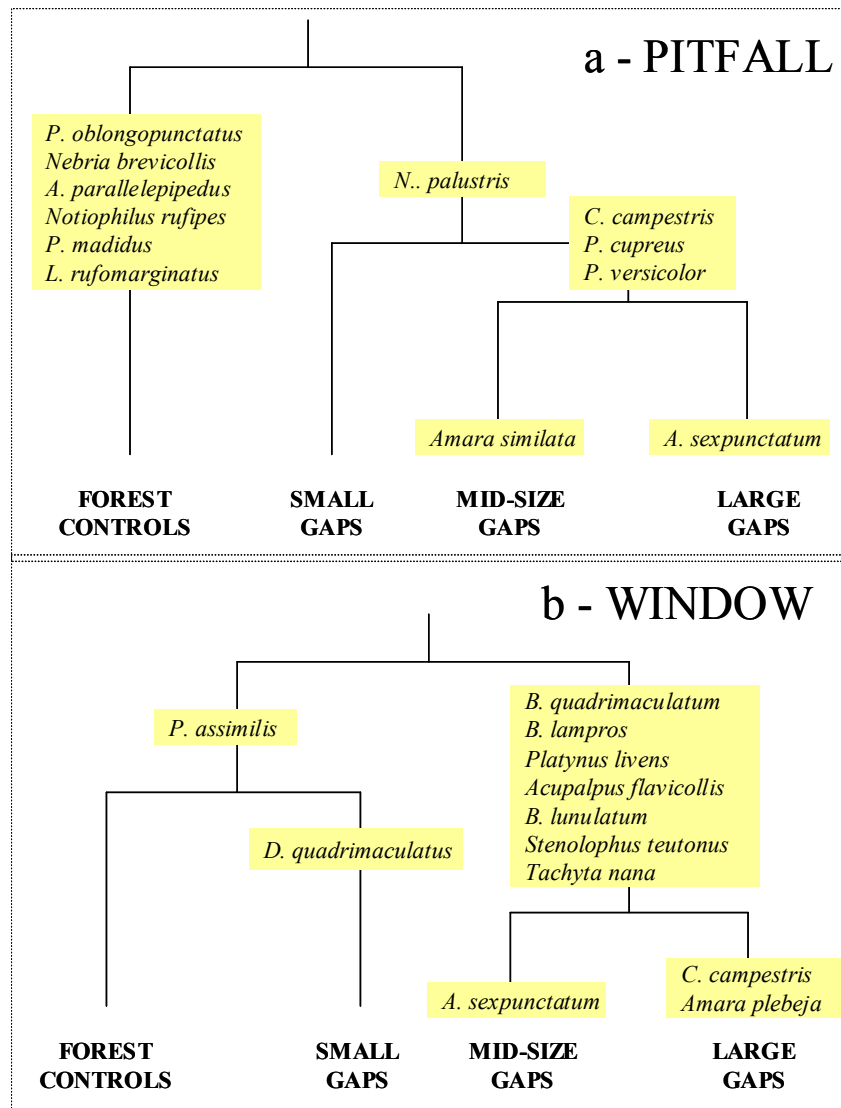 a - PITFALL
P. oblongopunctatus
Nebria brevicollis
A. parallelepipedus
Notiophilus rufipes
P. madidus
L. rufomarginatus
N.. palustris
C. campestris
P. cupreus
P. versicolor
Amara similata
A. sexpunctatum
FOREST
CONTROLS
SMALL
GAPS
MID-SIZE
GAPS
LARGE
GAPS
b - WINDOW
P. assimilis
B. quadrimaculatum
B. lampros
Platynus livens
Acupalpus flavicollis
B. lunulatum
Stenolophus teutonus
Tachyta nana
D. quadrimaculatus
A. sexpunctatum
C. campestris
Amara plebeja
FOREST
CONTROLS
SMALL
GAPS
MID-SIZE
GAPS
LARGE
GAPS